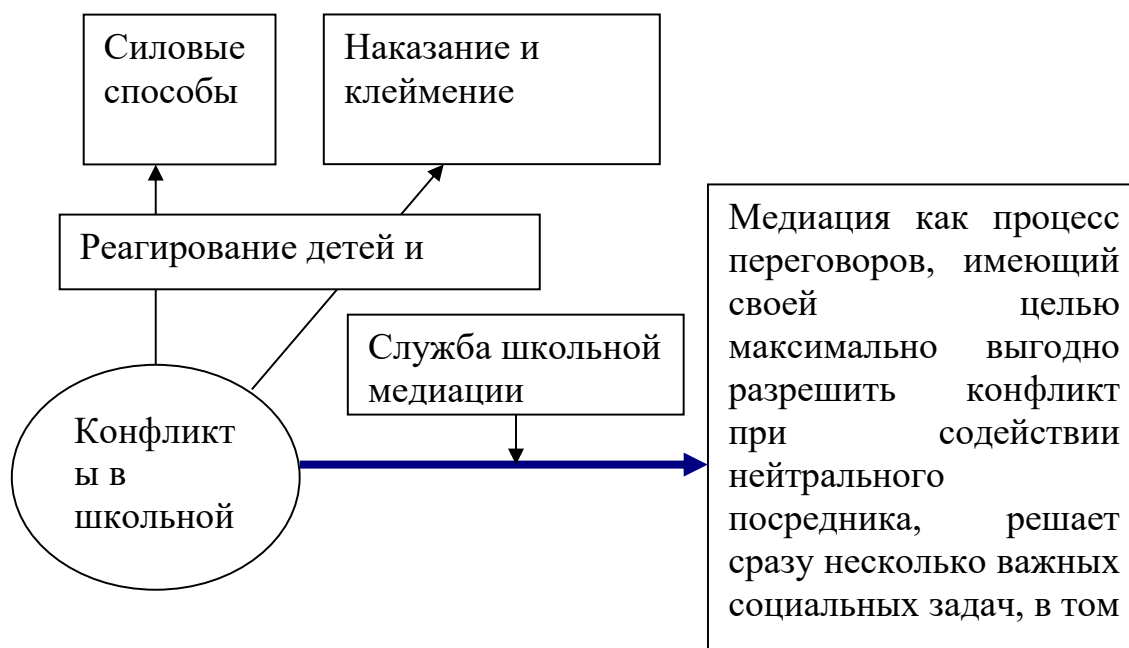 Силовые
способы
Наказание и
клеймение
Реагирование детей и
Служба школьной
медиации
Конфликт
ы в
школьной
Медиация как процесс
переговоров, имеющий
своей целью
максимально выгодно
разрешить конфликт
при содействии
нейтрального
посредника, решает
сразу несколько важных
социальных задач, в том